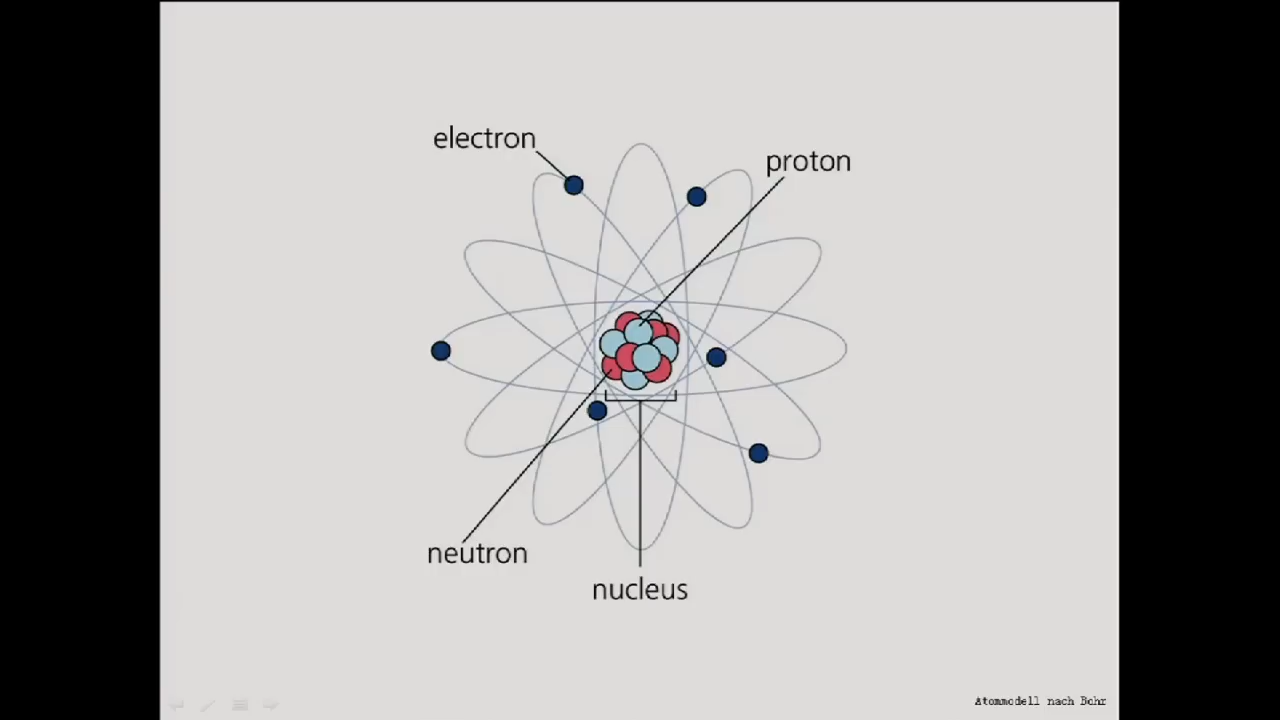 electron
proton
neutron
nucleus
Atommodell nach Bohr